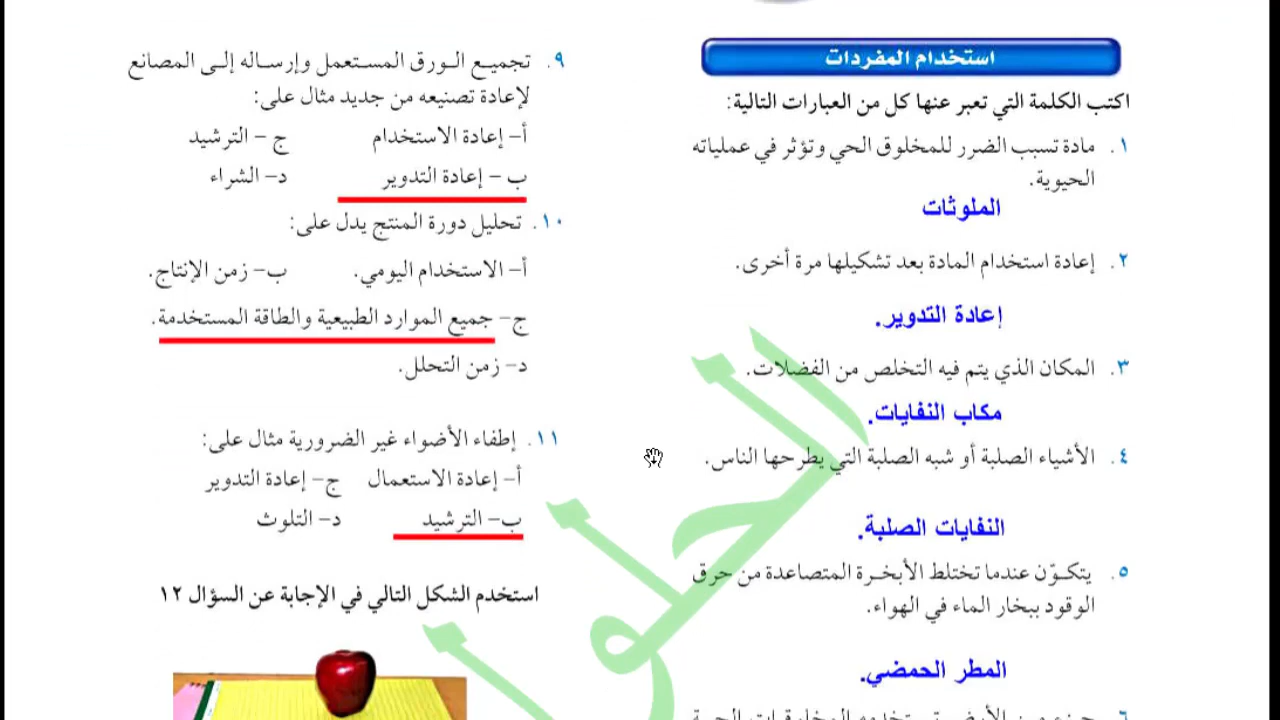 استخدام المفردات
اكتب الكلمة التي تعبر عنها كل من العبارات التالية:
١. مادة تسبب الضرر للمخلوق الحي وتؤثر في عملياته
الحيوية.
الملوثات
٢. إعادة استخدام المادة بعد تشكيلها مرة أخرى.
إعادة التدوير.
٣. المكان الذي يتم فيه التخلص من الفضلات.
مكاب النفايات.
٤. الأشياء الصلبة أو شبه الصلبة التي يطرحها الناس.
النفايات الصلبة.
٥. يتكوّن عندما تختلط الأبخرة المتصاعدة من حرق
الوقود ببخار الماء في الهواء.
المطر الحمضي.
٩. تجميع الورق المستعمل وإرساله إلى المصانع
لإعادة تصنيعه من جديد مثال على:
أ– إعادة الاستخدام ج – الترشيد
ب – إعادة التدوير د– الشراء
١٠. تحليل دورة المنتج يدل على:
أ– الاستخدام اليومي. ب– زمن الإنتاج.
ج– جميع الموارد الطبيعية والطاقة المستخدمة.
د– زمن التحلل.
١١. إطفاء الأضواء غير الضرورية مثال على:
أ– إعادة الاستعمال ج– إعادة التدوير
ب– الترشيد د– التلوث
استخدم الشكل التالي في الإجابة عن السؤال ١٢